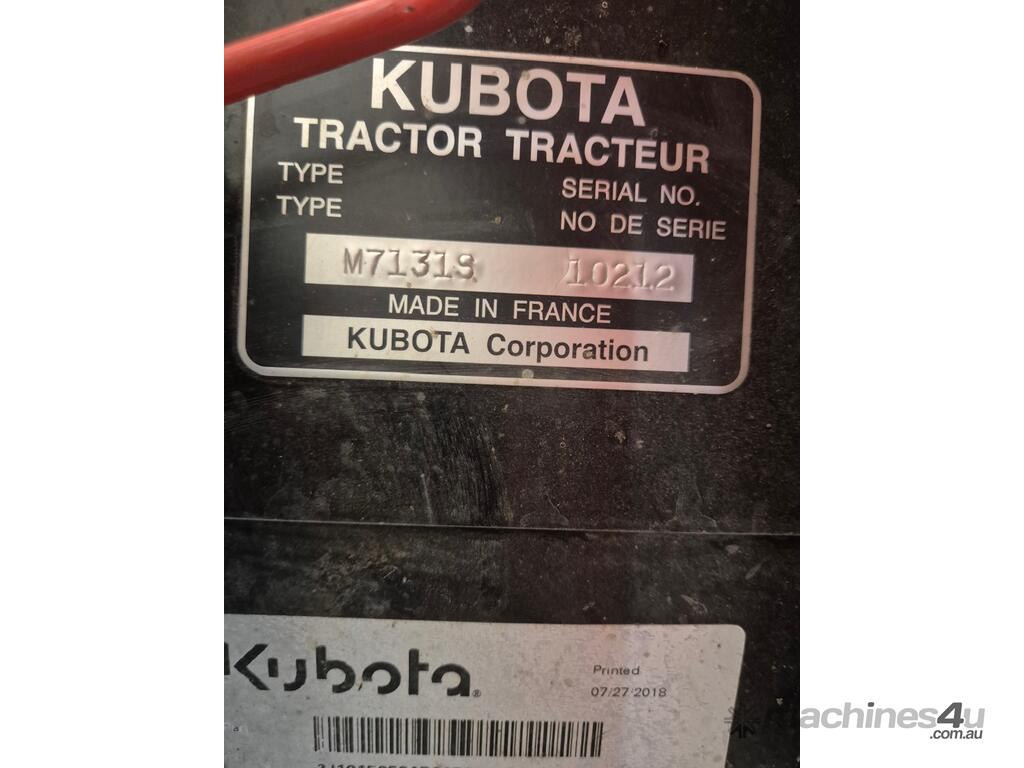 KUBOTA
TRACTOR TRACTEUR
TYPE
TYPE
SERIAL NO.
NO DE SERIE
M7131S 10212
MADE IN FRANCE
KUBOTA Corporation
Kubota®
Printed
07/27/2018
machines4u
.com.au